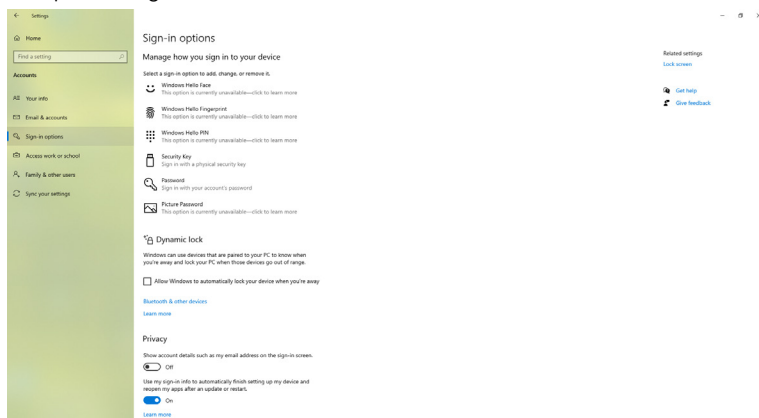 Settings
Home
Find a setting
Accounts
Your info
Email & accounts
Sign-in options
Access work or school
Family & other users
Sync your settings
Sign-in options
Manage how you sign in to your device
Select a sign-in option to add, change, or remove it.
Windows Hello Face
This option is currently unavailable—click to learn more
Windows Hello Fingerprint
This option is currently unavailable—click to learn more
Windows Hello PIN
This option is currently unavailable—click to learn more
Security Key
Sign in with a physical security key
Password
Sign in with your account's password
Picture Password
This option is currently unavailable—click to learn more
Dynamic lock
Windows can use devices that are paired to your PC to know when
you're away and lock your PC when those devices go out of range.
Allow Windows to automatically lock your device when you're away
Bluetooth & other devices
Learn more
Privacy
Show account details such as my email address on the sign-in screen.
Off
Use my sign-in info to automatically finish setting up my device and
reopen my apps after an update or restart.
On
Learn more
Related settings
Lock screen
Get help
Give feedback